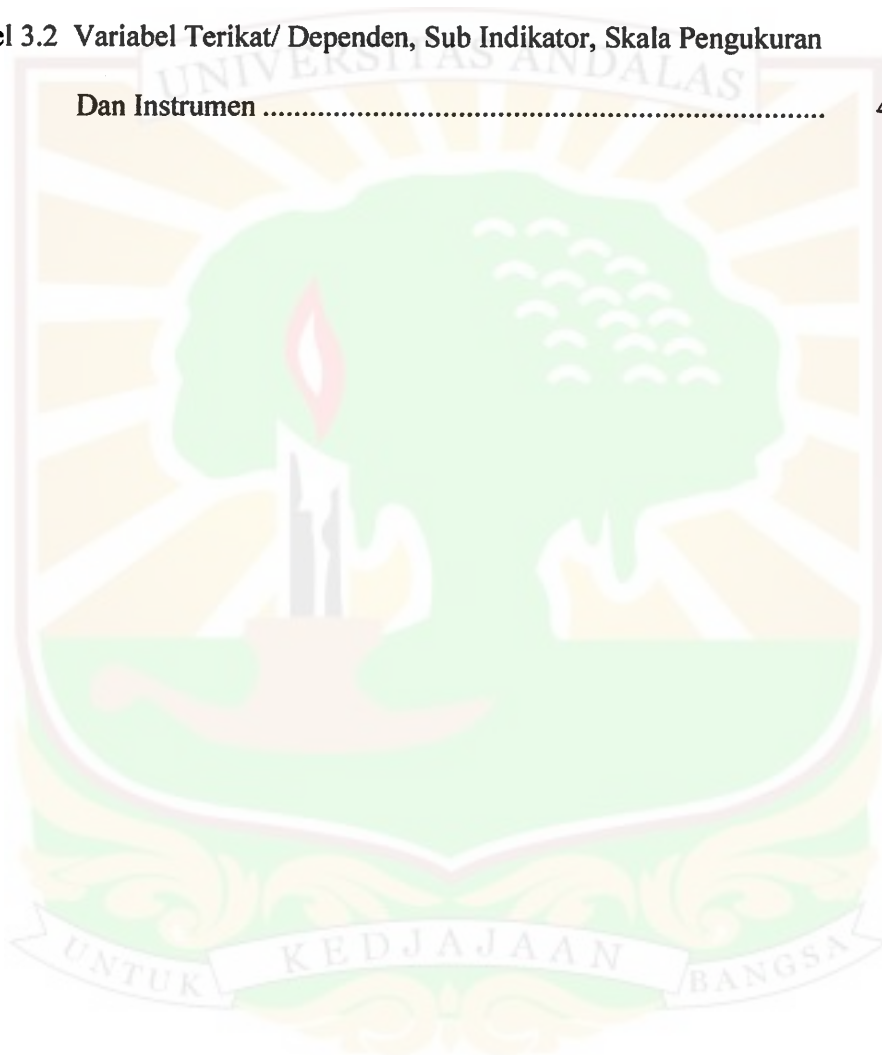 el 3.2 Variabel Terikat/ Dependen, Sub Indikator, Skala Pengukuran
UNIVERSITAS ANDALAS
Dan Instrumen ..........................................................................
UNTUK KEDJAJAAN BANGSA